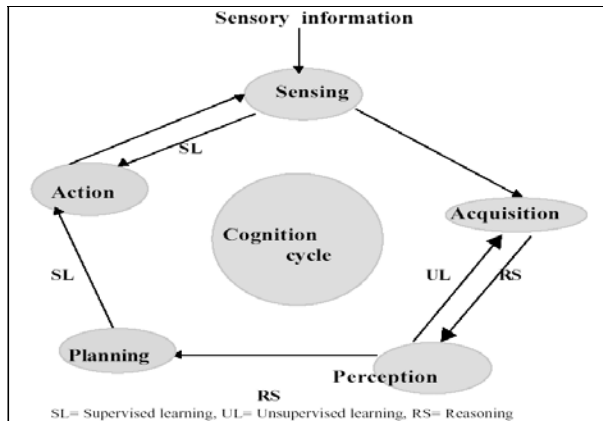 Sensory information
Sensing
SL
Action
Acquisition
Cognition
cycle
SL
UL
RS
Planning
Perception
RS
SL= Supervised learning, UL= Unsupervised learning, RS= Reasoning